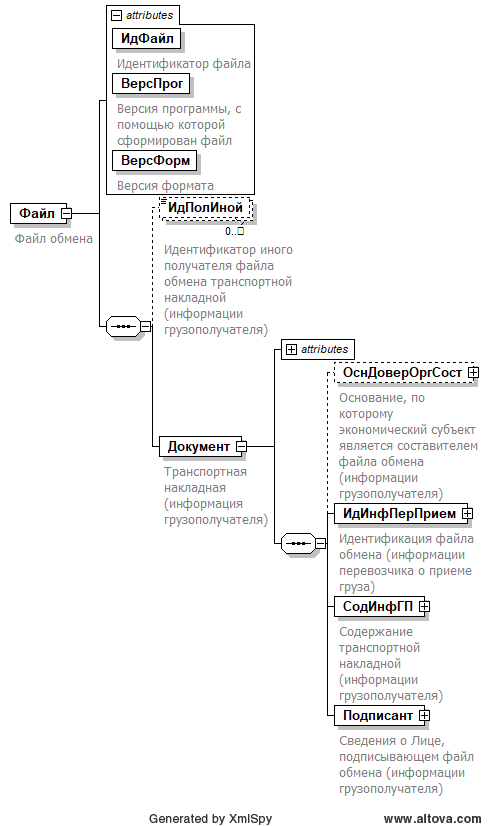 attributes
ИдФайл
Идентификатор файла
ВерсПрог
Версия программы, с
помощью которой
сформирован файл
ВерсФорм
Версия формата
Файл
Файл обмена
ИдПолИной
0..□
Идентификатор иного
получателя файла
обмена транспортной
накладной
(информации
грузополучателя)
Документ
Транспортная
накладная
(информация
грузополучателя)
attributes
ОснДоверОргСост
Основание, по
которому
экономический субъект
является составителем
файла обмена
(информации
грузополучателя)
ИдИнфПерПрием
Идентификация файла
обмена (информации
перевозчика о приеме
груза)
СодИнфГП
Содержание
транспортной
накладной
(информации
грузополучателя)
Подписант
Сведения о Лице,
подписывающем файл
обмена (информации
грузополучателя)
Generated by XmlSpy
www.altova.com